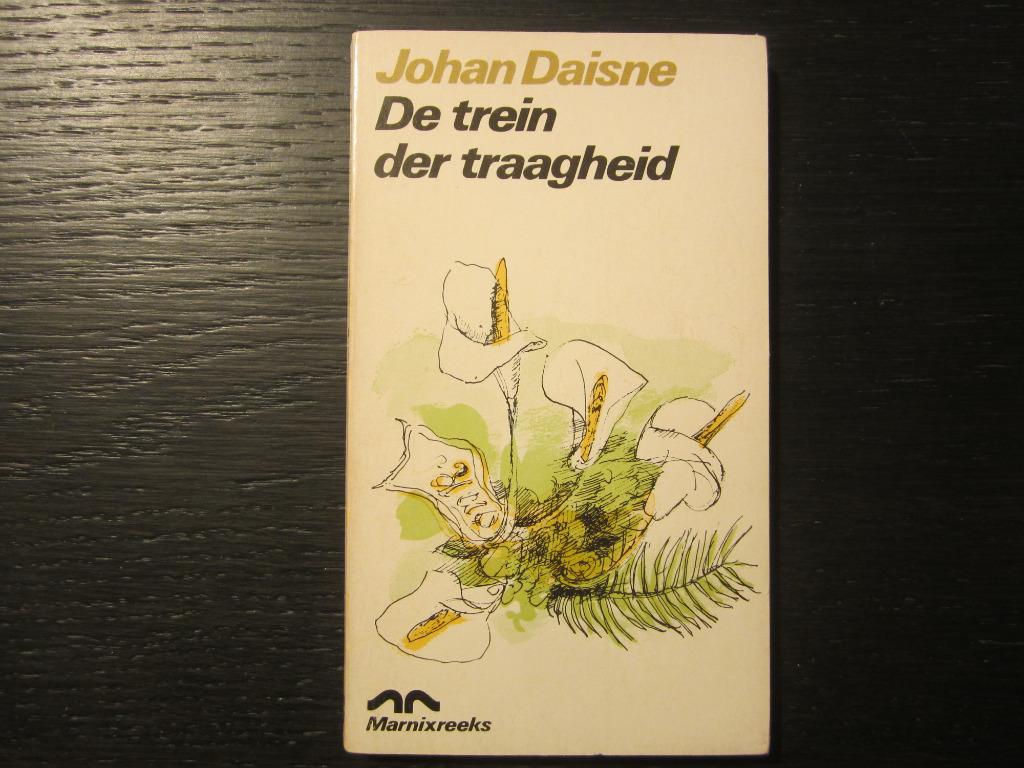 Johan Daisne
De trein
der traagheid
Marnixreeks